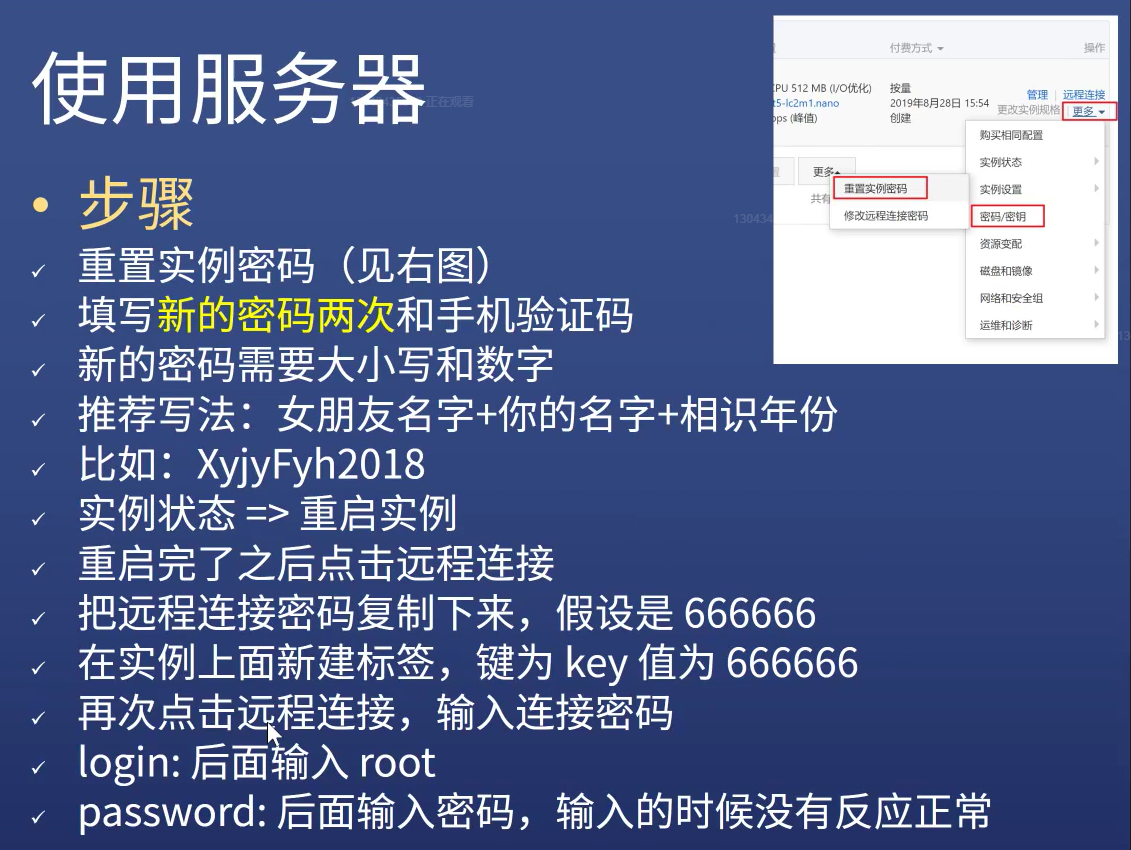 使用服务器
正在观看
步骤
重置实例密码（见右图）
填写新的密码两次和手机验证码
新的密码需要大小写和数字
推荐写法：女朋友名字+你的名字+相识年份
比如：XyjyFyh2018
实例状态 => 重启实例
重启完了之后点击远程连接
把远程连接密码复制下来，假设是 666666
在实例上面新建标签，键为 key 值为 666666
再次点击远程连接，输入连接密码
login: 后面输入 root
password: 后面输入密码，输入的时候没有反应正常
付费方式 操作
CPU 512 MB (I/O优化) 按量
管理 | 远程连接
t5-lc2m1.nano 2019年8月28日 15:54
更改实例规格 | 更多
bps (峰值) 创建
购买相同配置
实例状态
实例设置
密码/密钥
资源变配
磁盘和镜像
网络和安全组
运维和诊断
更多
重置实例密码
修改远程连接密码
共有
130434
13